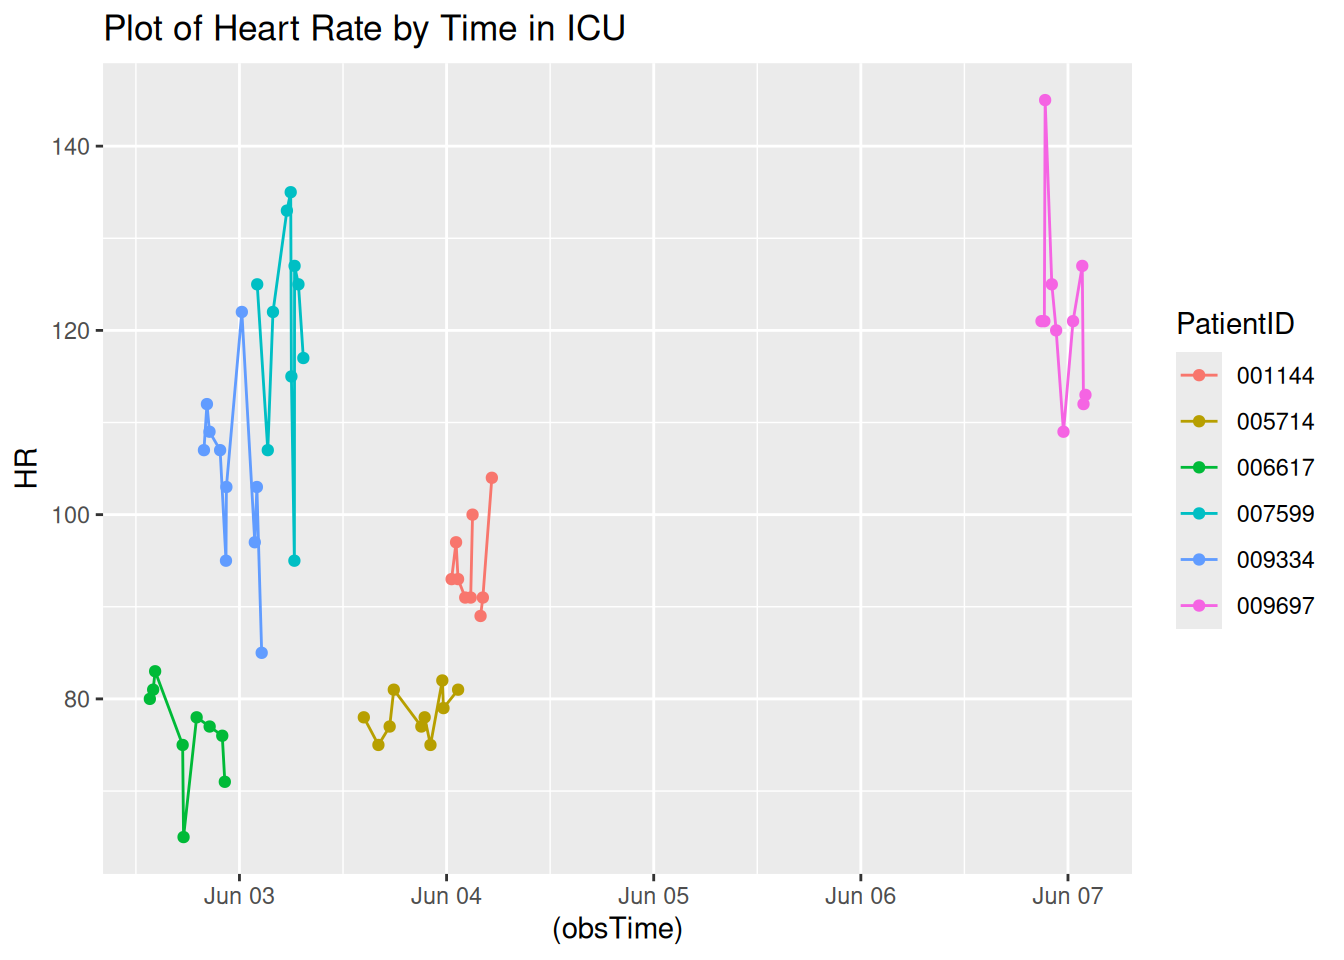 Plot of Heart Rate by Time in ICU
140
120
100
80
HR
Jun 03
Jun 04
Jun 05
Jun 06
Jun 07
(obsTime)
PatientID
001144
005714
006617
007599
009334
009697